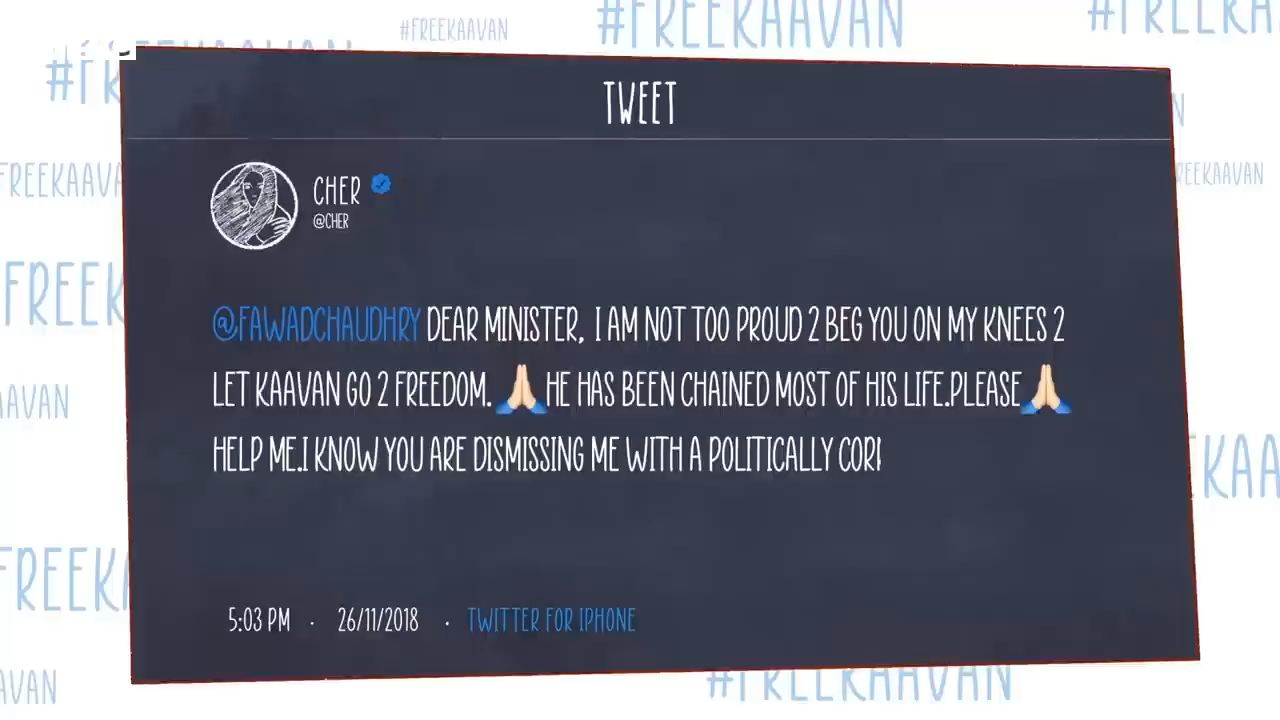 #FREEKAAVAN
#FREEKAAVAN
TWEET
CHER
@CHER
@FAWADCHAUDHRY DEAR MINISTER, I AM NOT TOO PROUD 2 BEG YOU ON MY KNEES 2
LET KAAVAN GO 2 FREEDOM.🙏🏻HE HAS BEEN CHAINED MOST OF HIS LIFE.PLEASE🙏🏻
HELP ME.I KNOW YOU ARE DISMISSING ME WITH A POLITICALLY COR
5:03 PM · 26/11/2018 · TWITTER FOR IPHONE
#FREEKAAVAN